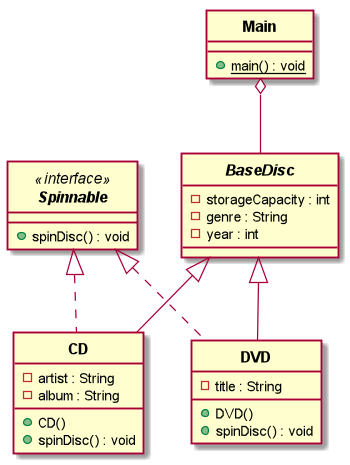 Main
main() : void
«interface»
Spinnable
spinDisc() : void
BaseDisc
storageCapacity : int
genre : String
year : int
CD
artist : String
album : String
CD()
spinDisc() : void
DVD
title : String
DVD()
spinDisc() : void